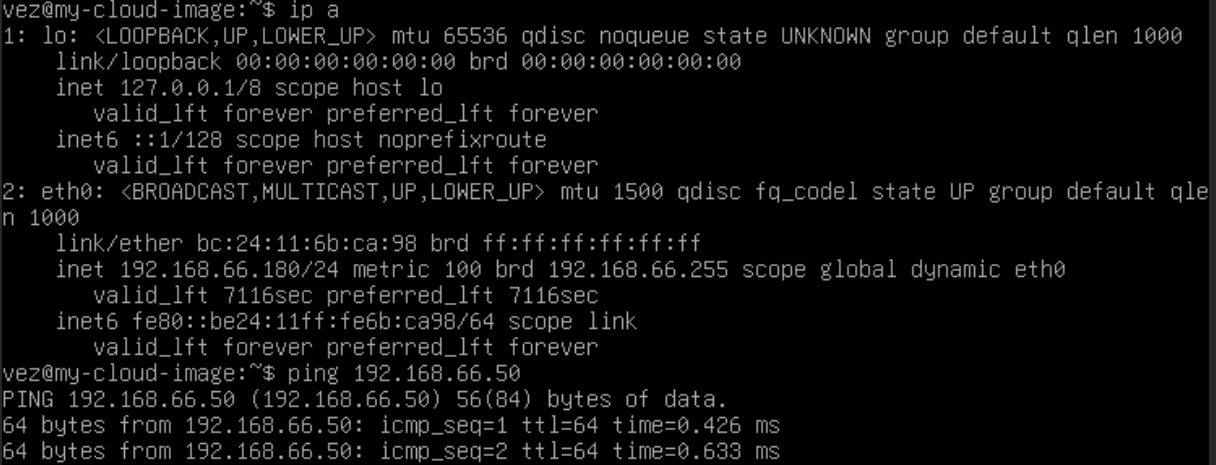 vez@my-cloud-image:~$ ip a
1: lo: <LOOPBACK,UP,LOWER_UP> mtu 65536 qdisc noqueue state UNKNOWN group default qlen 1000
    link/loopback 00:00:00:00:00:00 brd 00:00:00:00:00:00
    inet 127.0.0.1/8 scope host lo
       valid_lft forever preferred_lft forever
    inet6 ::1/128 scope host noprefixroute
       valid_lft forever preferred_lft forever
2: eth0: <BROADCAST,MULTICAST,UP,LOWER_UP> mtu 1500 qdisc fq_codel state UP group default qle
n 1000
    link/ether bc:24:11:6b:ca:98 brd ff:ff:ff:ff:ff:ff
    inet 192.168.66.180/24 metric 100 brd 192.168.66.255 scope global dynamic eth0
       valid_lft 7116sec preferred_lft 7116sec
    inet6 fe80::be24:11ff:fe6b:ca98/64 scope link
       valid_lft forever preferred_lft forever
vez@my-cloud-image:~$ ping 192.168.66.50
PING 192.168.66.50 (192.168.66.50) 56(84) bytes of data.
64 bytes from 192.168.66.50: icmp_seq=1 ttl=64 time=0.426 ms
64 bytes from 192.168.66.50: icmp_seq=2 ttl=64 time=0.633 ms